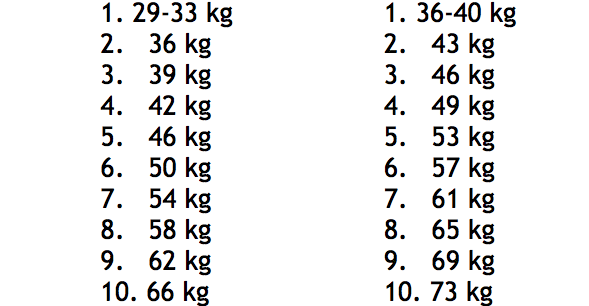 1. 29-33 kg
2. 36 kg
3. 39 kg
4. 42 kg
5. 46 kg
6. 50 kg
7. 54 kg
8. 58 kg
9. 62 kg
10. 66 kg
1. 36-40 kg
2. 43 kg
3. 46 kg
4. 49 kg
5. 53 kg
6. 57 kg
7. 61 kg
8. 65 kg
9. 69 kg
10. 73 kg